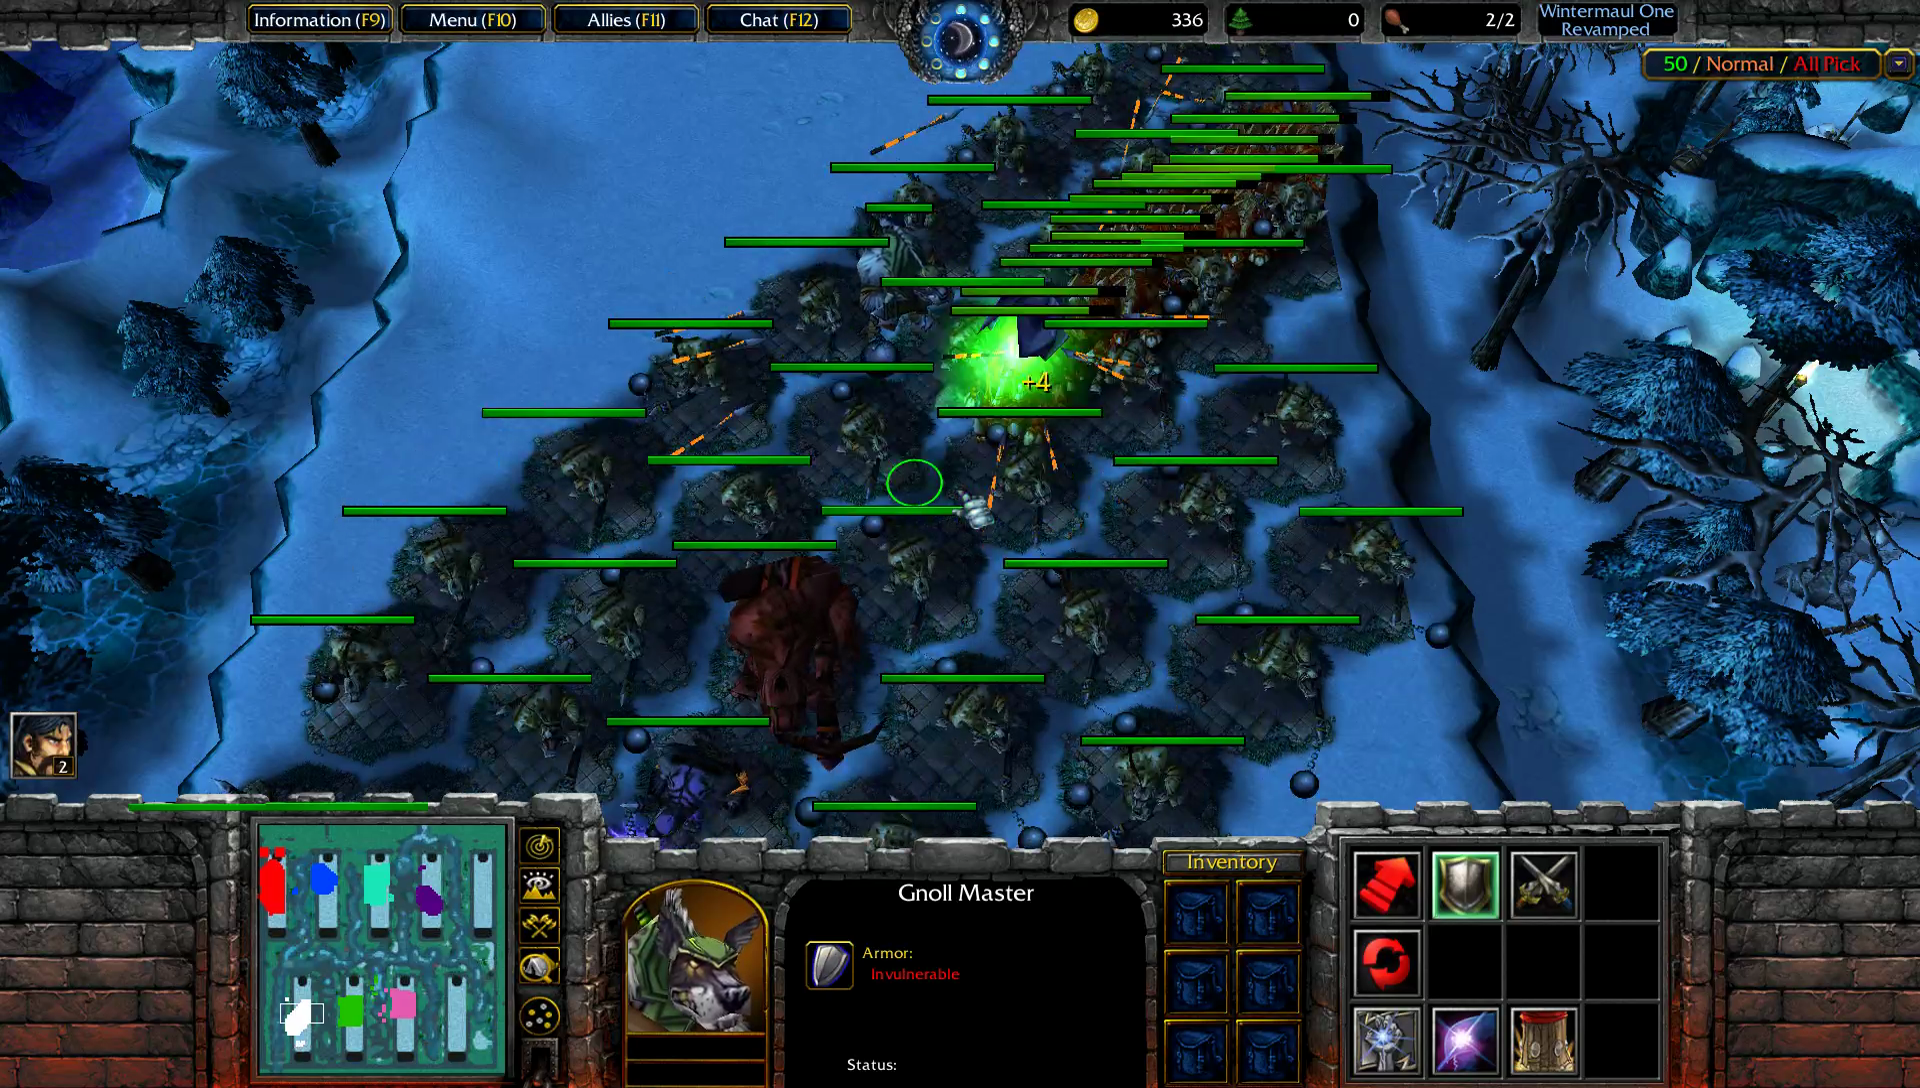 Information (F9)
Menu (F10)
Allies (F11)
Chat (F12)
336
0
2/2
Wintermaul One
Revamped
50 / Normal / All Pick
+4
2
Gnoll Master
Armor:
Invulnerable
Status:
Inventory